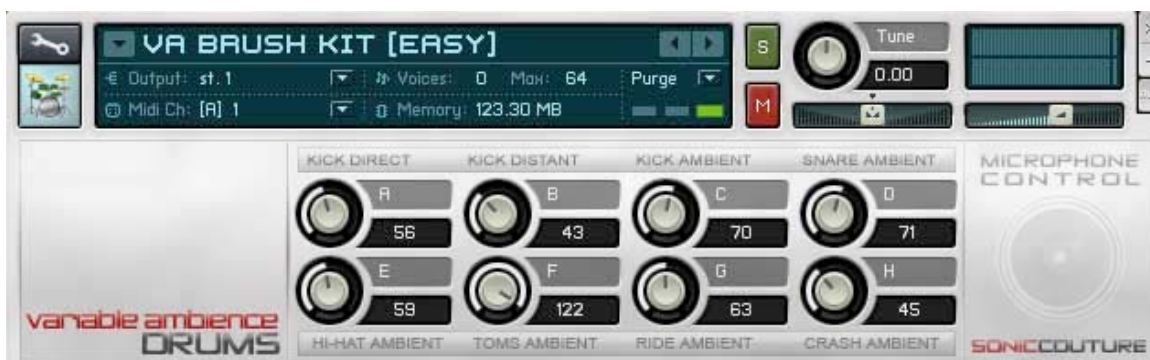 VA BRUSH KIT [EASY]
S
Tune
Output: st. 1
Voices: 0 Max: 64
Purge
0.00
Midi Ch: [A] 1
Memory: 123.30 MB
M
KICK DIRECT KICK DISTANT KICK AMBIENT SNARE AMBIENT
MICROPHONE
CONTROL
A B C D
56 43 70 71
E F G H
59 122 63 45
variable ambience
DRUMS
HI-HAT AMBIENT TOMS AMBIENT RIDE AMBIENT CRASH AMBIENT
SONICCOUTURE